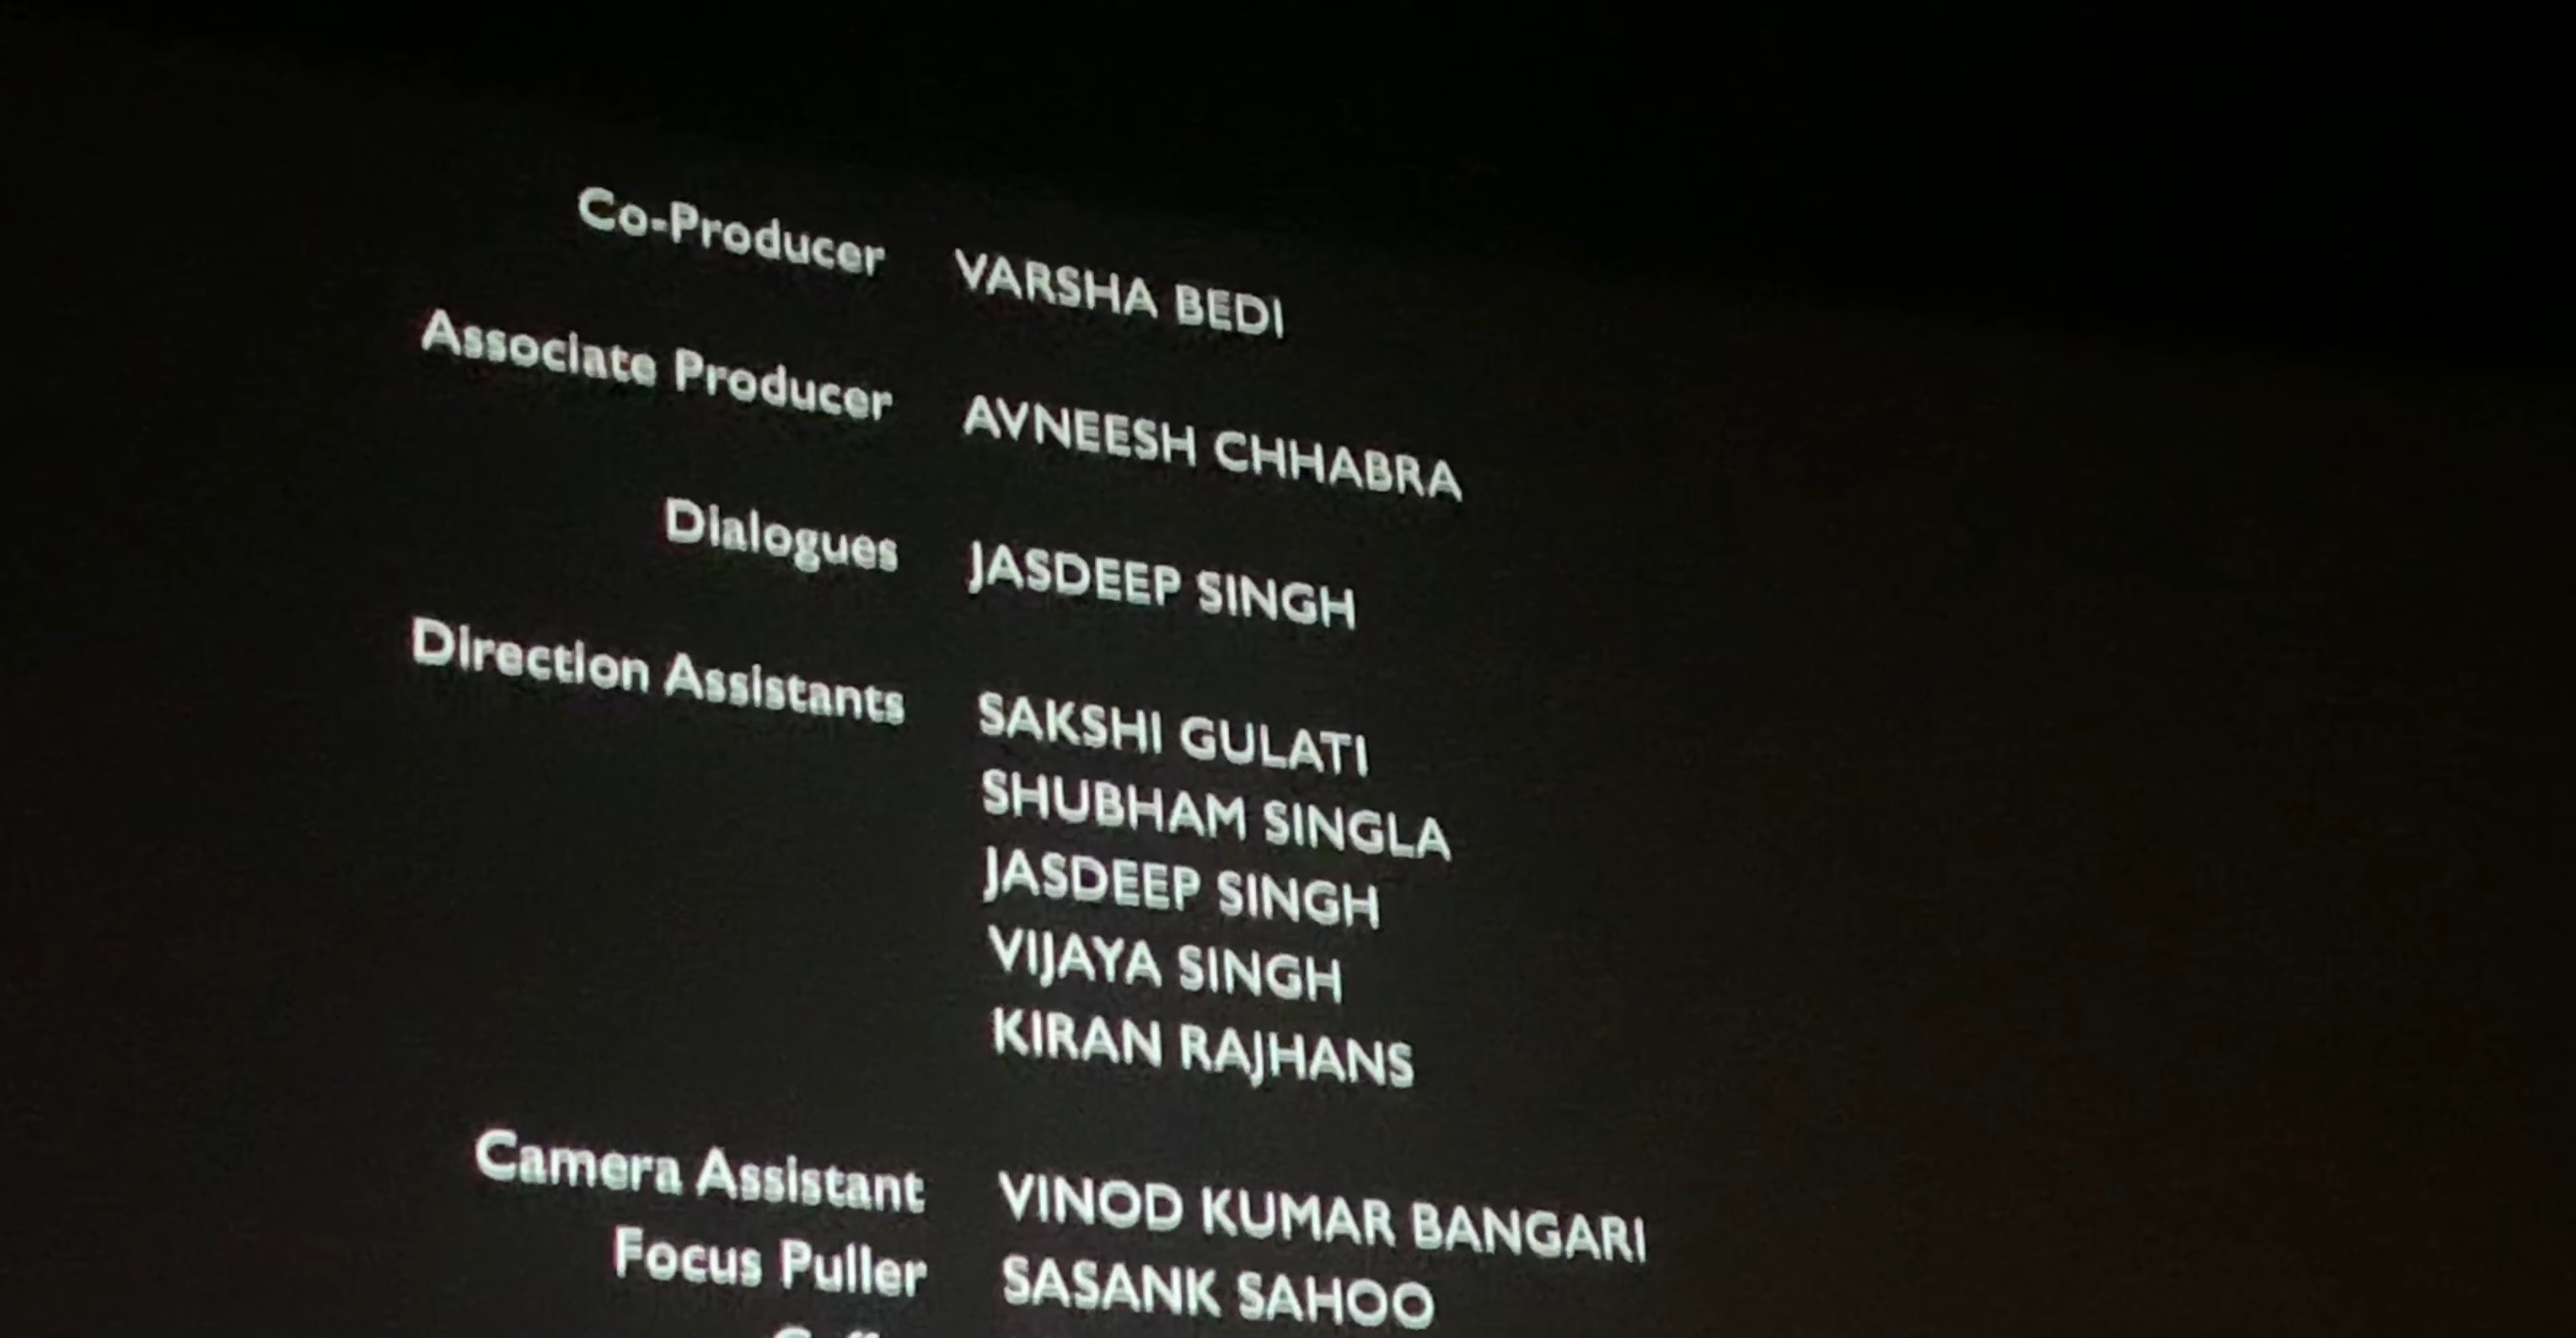 Co-Producer VARSHA BEDI
Associate Producer AVNEESH CHHABRA
Dialogues JASDEEP SINGH
Direction Assistants SAKSHI GULATI
SHUBHAM SINGLA
JASDEEP SINGH
VIJAYA SINGH
KIRAN RAJHANS
Camera Assistant VINOD KUMAR BANGARI
Focus Puller SASANK SAHOO